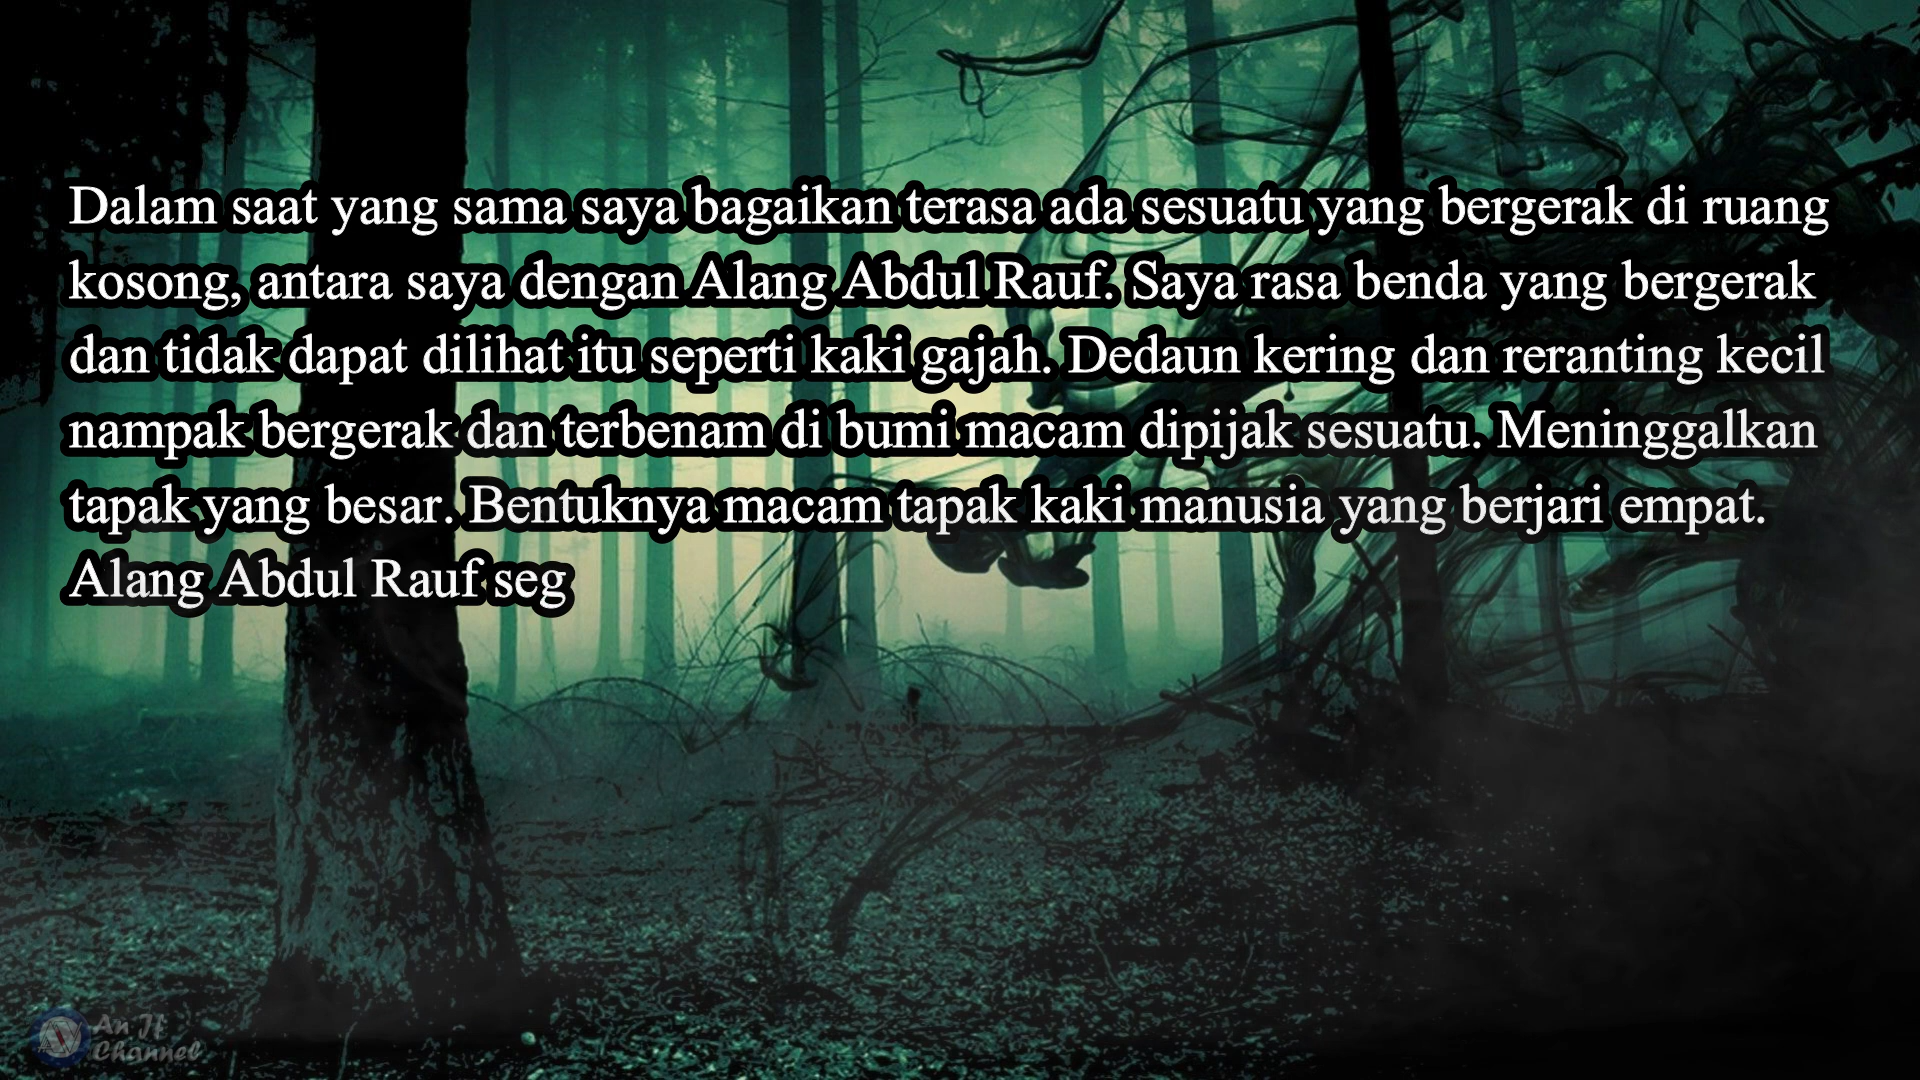 Dalam saat yang sama saya bagaikan terasa ada sesuatu yang bergerak di ruang
kosong, antara saya dengan Alang Abdul Rauf. Saya rasa benda yang bergerak
dan tidak dapat dilihat itu seperti kaki gajah. Dedaun kering dan reranting kecil
nampak bergerak dan terbenam di bumi macam dipijak sesuatu. Meninggalkan
tapak yang besar. Bentuknya macam tapak kaki manusia yang berjari empat.
Alang Abdul Rauf seg
Channel